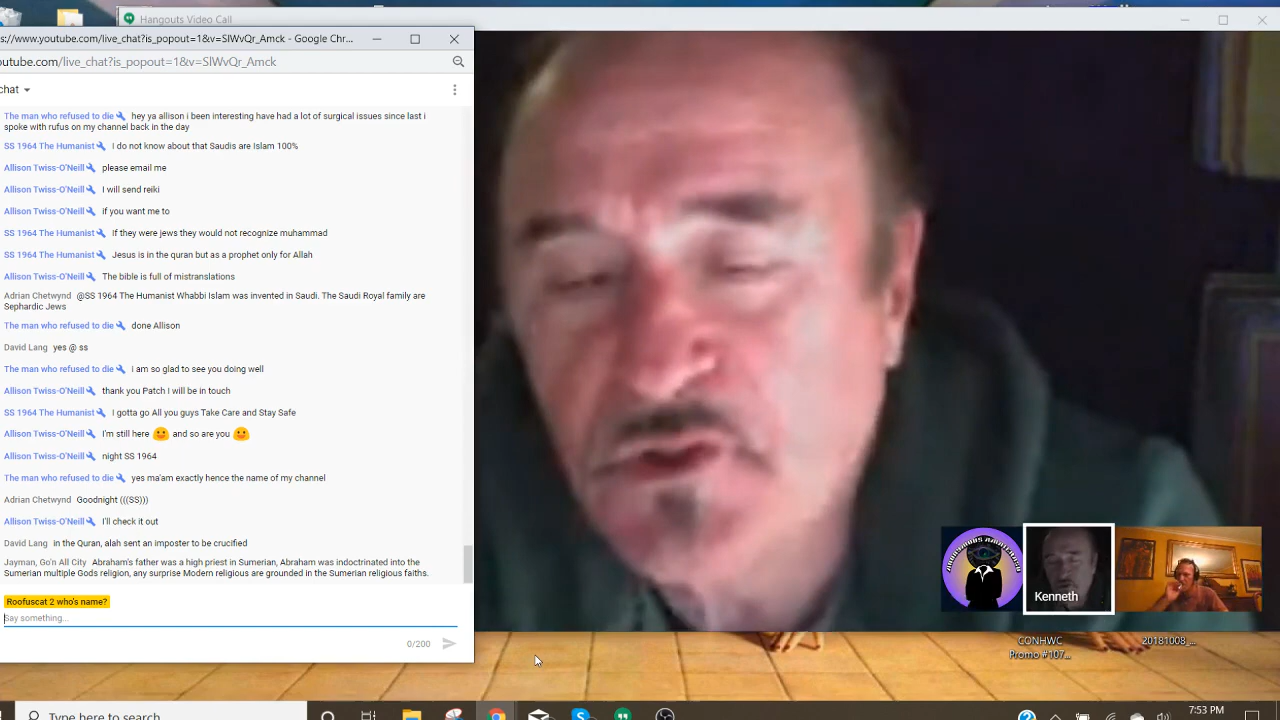 Hangouts Video Call
s://www.youtube.com/live_chat?is_popout=1&v=SlWvQr_Amck - Google Chr...
outube.com/live_chat?is_popout=1&v=SlWvQr_Amck
chat
The man who refused to die hey ya allison i been interesting have had a lot of surgical issues since last i
spoke with rufus on my channel back in the day
SS 1964 The Humanist I do not know about that Saudis are Islam 100%
Allison Twiss-O'Neill please email me
Allison Twiss-O'Neill I will send reiki
Allison Twiss-O'Neill if you want me to
SS 1964 The Humanist If they were jews they would not recognize muhammad
SS 1964 The Humanist Jesus is in the quran but as a prophet only for Allah
Allison Twiss-O'Neill The bible is full of mistranslations
Adrian Chetwynd @SS 1964 The Humanist Whabbi Islam was invented in Saudi. The Saudi Royal family are
Sephardic Jews
The man who refused to die done Allison
David Lang yes @ ss
The man who refused to die i am so glad to see you doing well
Allison Twiss-O'Neill thank you Patch I will be in touch
SS 1964 The Humanist I gotta go All you guys Take Care and Stay Safe
Allison Twiss-O'Neill I'm still here 🙂 and so are you 🙂
Allison Twiss-O'Neill night SS 1964
The man who refused to die yes ma'am exactly hence the name of my channel
Adrian Chetwynd Goodnight (((SS)))
Allison Twiss-O'Neill I'll check it out
David Lang in the Quran, alah sent an imposter to be crucified
Jayman, Go'n All City Abraham's father was a high priest in Sumerian, Abraham was indoctrinated into the
Sumerian multiple Gods religion, any surprise Modern religious are grounded in the Sumerian religious faiths.
Roofuscat 2 who's name?
Say something...
0/200
Kenneth
CONHWC
Promo #107...
20181008_...
Type here to search
7:53 PM